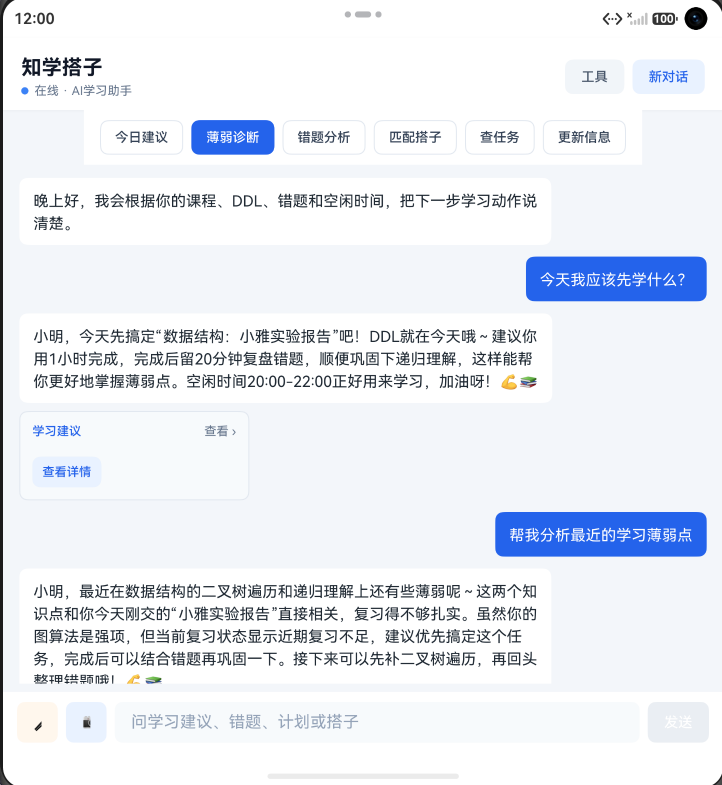 12:00
x
100
知学搭子
在线 · AI学习助手
工具
新对话
今日建议
薄弱诊断
错题分析
匹配搭子
查任务
更新信息
晚上好，我会根据你的课程、DDL、错题和空闲时间，把下一步学习动作说
清楚。
今天我应该先学什么？
小明，今天先搞定“数据结构：小雅实验报告”吧！DDL就在今天哦～建议你
用1小时完成，完成后留20分钟复盘错题，顺便巩固下递归理解，这样能帮
你更好地掌握薄弱点。空闲时间20:00-22:00正好用来学习，加油呀！💪📚
学习建议
查看 ›
查看详情
帮我分析最近的学习薄弱点
小明，最近在数据结构的二叉树遍历和递归理解上还有些薄弱呢～这两个知
识点和你今天刚交的“小雅实验报告”直接相关，复习得不够扎实。虽然你的
图算法是强项，但当前复习状态显示近期复习不足，建议优先搞定这个任
务，完成后可以结合错题再巩固一下。接下来可以先补二叉树遍历，再回头
整理错题哦！💪📚
问学习建议、错题、计划或搭子
发送